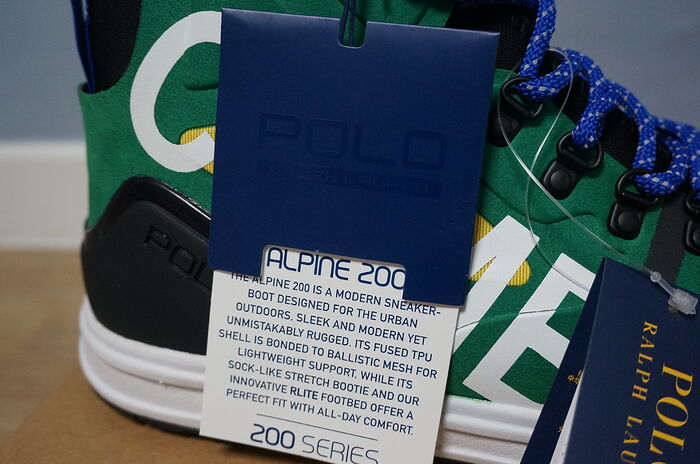 POLO
RALPH LAUREN
ALPINE 200
THE ALPINE 200 IS A MODERN SNEAKER-
BOOT DESIGNED FOR THE URBAN
OUTDOORS, SLEEK AND MODERN YET
UNMISTAKABLY RUGGED. ITS FUSED TPU
SHELL IS BONDED TO BALLISTIC MESH FOR
LIGHTWEIGHT SUPPORT. WHILE ITS
SOCK-LIKE STRETCH BOOTIE AND OUR
INNOVATIVE RLITE FOOTBED OFFER A
PERFECT FIT WITH ALL-DAY COMFORT.
200 SERIES
POLO
POLO
RALPH LAU